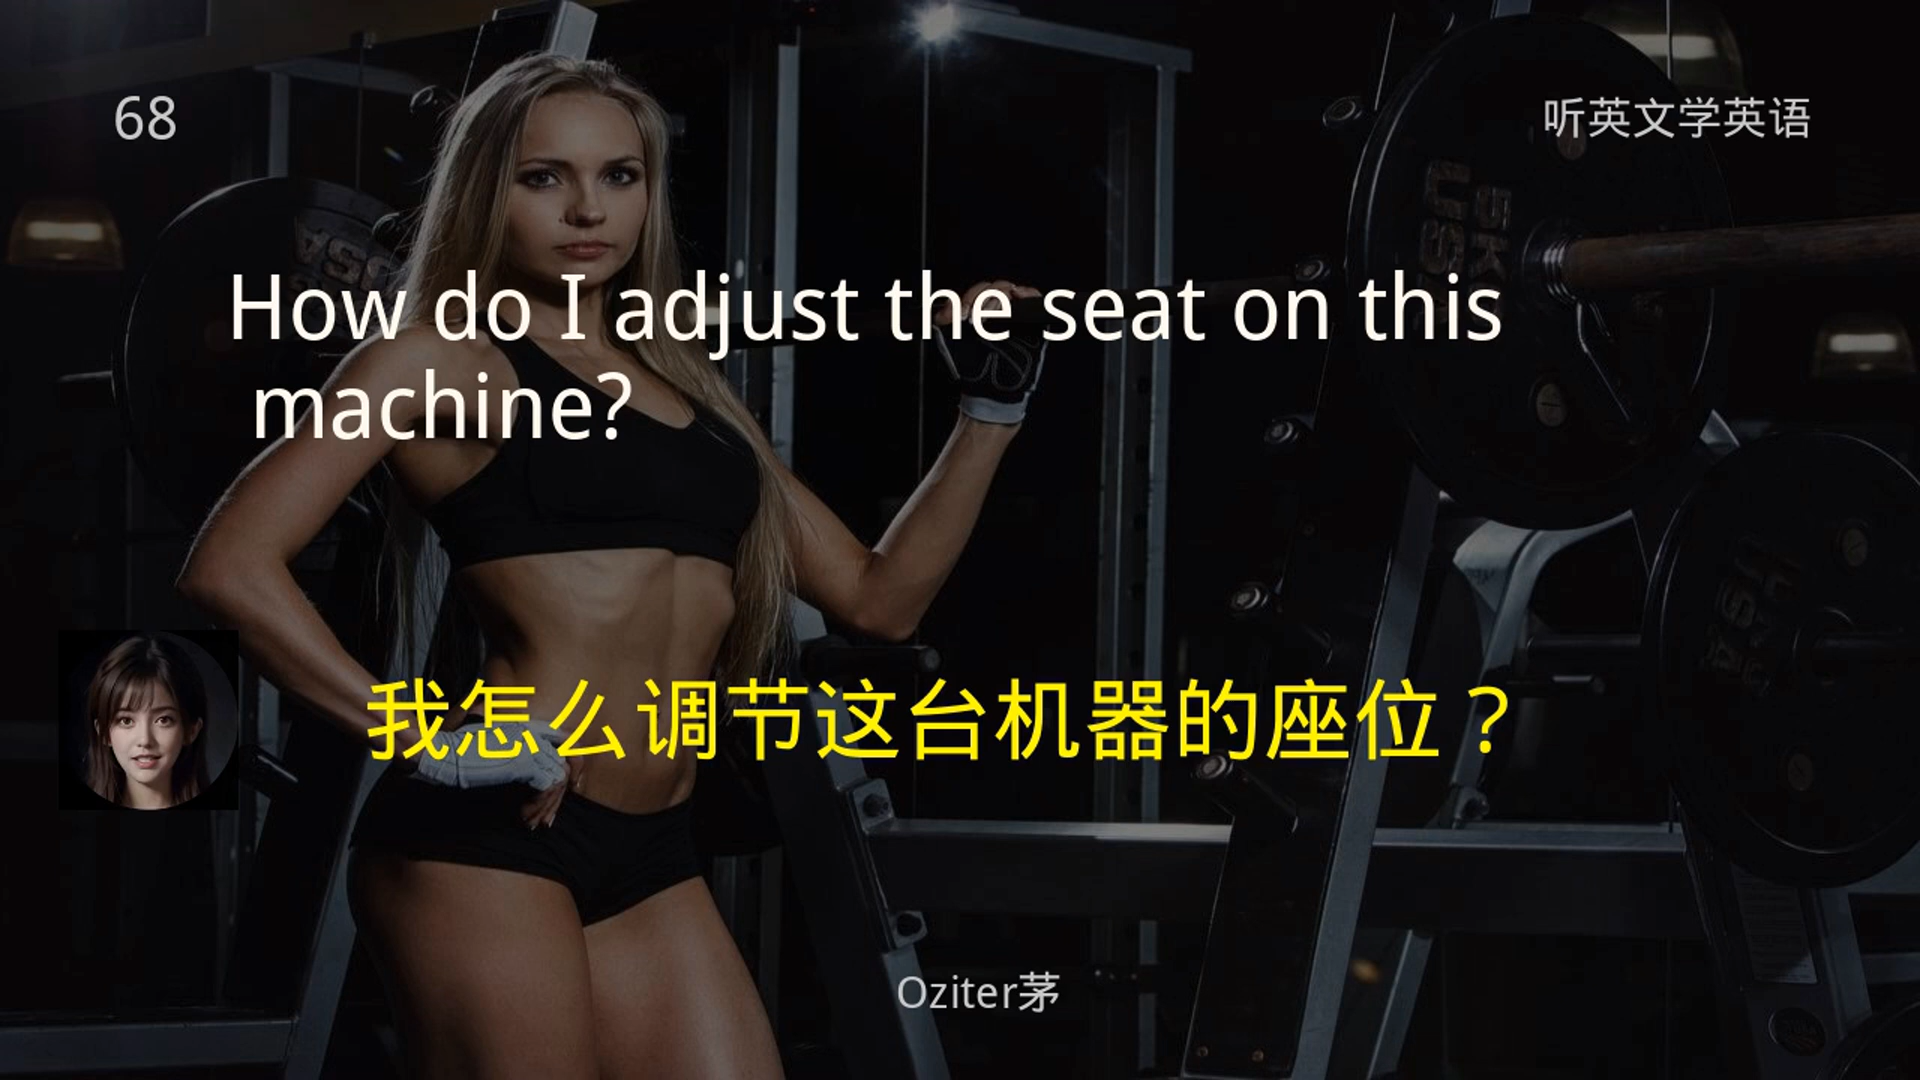 68
听英文学英语
How do I adjust the seat on this
machine?
我怎么调节这台机器的座位？
Oziter茅